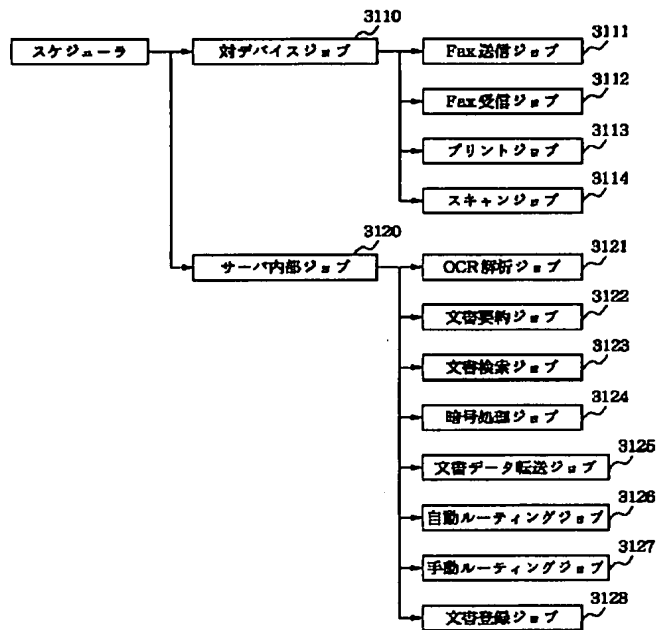 3110
3111
スケジューラ
対デバイスジョブ
Fax送信ジョブ
3112
Fax受信ジョブ
3113
プリントジョブ
3114
スキャンジョブ
3120
3121
サーバ内部ジョブ
OCR解析ジョブ
3122
文書要約ジョブ
3123
文書検索ジョブ
3124
暗号処理ジョブ
3125
文書データ転送ジョブ
3126
自動ルーティングジョブ
3127
手動ルーティングジョブ
3128
文書登録ジョブ